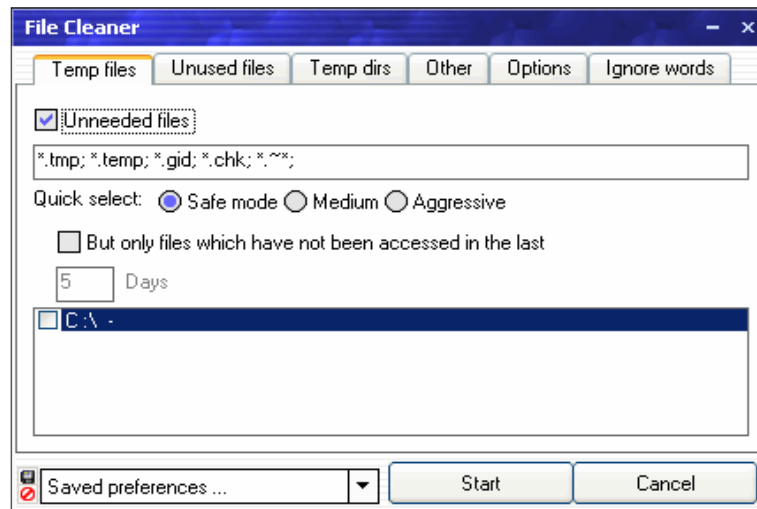 File Cleaner
Temp files Unused files Temp dirs Other Options Ignore words
Unneeded files
*.tmp; *.temp; *.gid; *.chk; *.~*;
Quick select: Safe mode Medium Aggressive
But only files which have not been accessed in the last
5 Days
C:\ -
Saved preferences ... Start Cancel